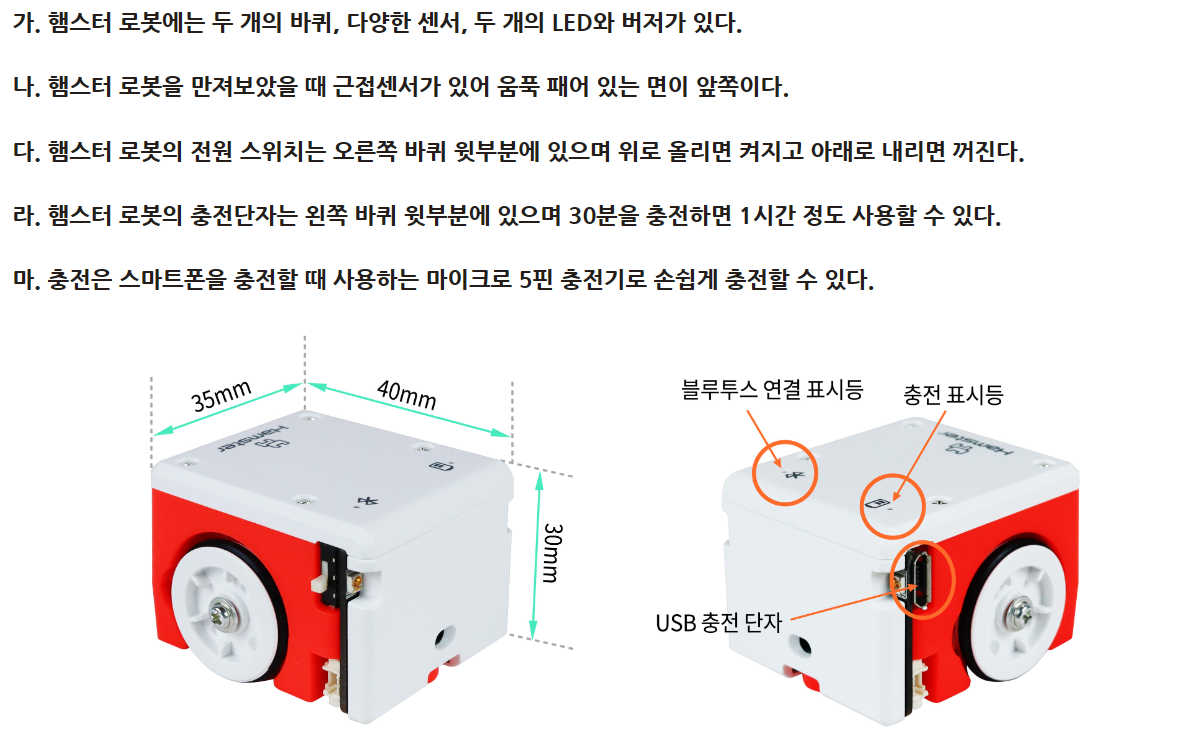 가. 햄스터 로봇에는 두 개의 바퀴, 다양한 센서, 두 개의 LED와 버저가 있다.
나. 햄스터 로봇을 만져보았을 때 근접센서가 있어 움푹 패어 있는 면이 앞쪽이다.
다. 햄스터 로봇의 전원 스위치는 오른쪽 바퀴 윗부분에 있으며 위로 올리면 켜지고 아래로 내리면 꺼진다.
라. 햄스터 로봇의 충전단자는 왼쪽 바퀴 윗부분에 있으며 30분을 충전하면 1시간 정도 사용할 수 있다.
마. 충전은 스마트폰을 충전할 때 사용하는 마이크로 5핀 충전기로 손쉽게 충전할 수 있다.
35mm
40mm
30mm
Hamster
블루투스 연결 표시등
충전 표시등
Hamster
USB 충전 단자